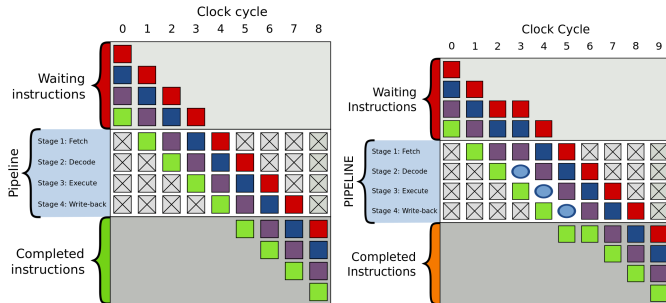 Clock cycle
0 1 2 3 4 5 6 7 8
Waiting
instructions
Pipeline
Stage 1: Fetch
Stage 2: Decode
Stage 3: Execute
Stage 4: Write-back
Completed
instructions
Clock Cycle
0 1 2 3 4 5 6 7 8 9
Waiting
Instructions
PIPELINE
Stage 1: Fetch
Stage 2: Decode
Stage 3: Execute
Stage 4: Write-back
Completed
Instructions